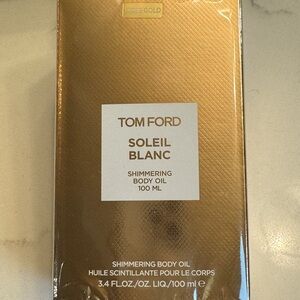 TOM FORD
SOLEIL
BLANC
SHIMMERING
BODY OIL
100 ML
SHIMMERING BODY OIL
HUILE SCINTILLANTE POUR LE CORPS
3.4 FL.OZ./OZ. LIQ./100 ml ℮